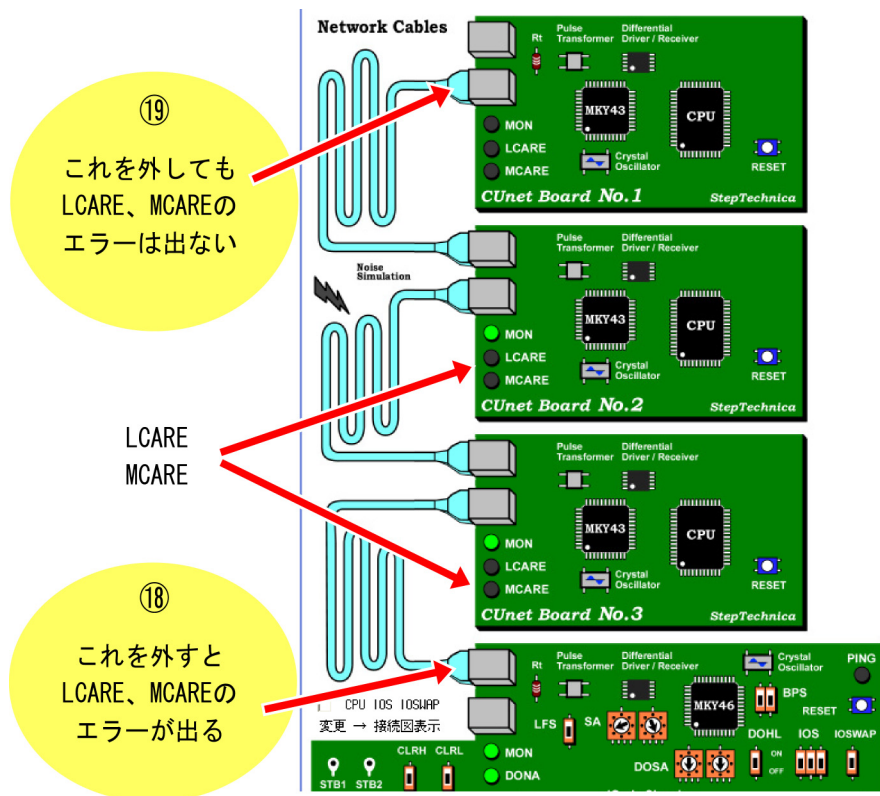 Network Cables
Rt
Pulse
Transformer
Differential
Driver / Receiver
MKY43
CPU
MON
LCARE
MCARE
Crystal
Oscillator
RESET
CUnet Board No.1
StepTechnica
⑲
これを外しても
LCARE、MCAREの
エラーは出ない
Pulse
Transformer
Differential
Driver / Receiver
Noise
Simulation
MKY43
CPU
MON
LCARE
MCARE
Crystal
Oscillator
RESET
CUnet Board No.2
StepTechnica
LCARE
MCARE
Pulse
Transformer
Differential
Driver / Receiver
MKY43
CPU
MON
LCARE
MCARE
Crystal
Oscillator
RESET
CUnet Board No.3
StepTechnica
⑱
これを外すと
LCARE、MCAREの
エラーが出る
Rt
Pulse
Transformer
Differential
Driver / Receiver
Crystal
Oscillator
PING
MKY46
BPS
RESET
CPU IOS IOSWAP
変更 → 接続図表示
LFS
SA
DOHL
IOS
IOSWAP
ON
OFF
DOSA
MON
DONA
CLRH
CLRL
STB1
STB2